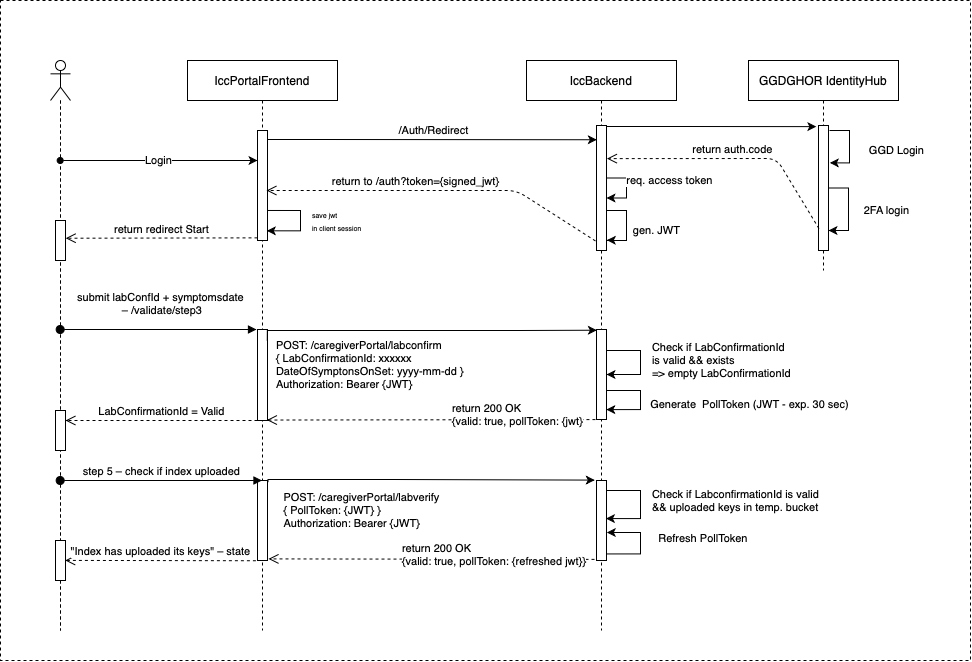 IccPortalFrontend
IccBackend
GGDGHOR IdentityHub
/Auth/Redirect
return auth.code
GGD Login
Login
return to /auth?token={signed_jwt}
req. access token
save jwt
in client session
2FA login
return redirect Start
gen. JWT
submit labConfId + symptomsdate
– /validate/step3
POST: /caregiverPortal/labconfirm
{ LabConfirmationId: xxxxxx
DateOfSymptonsOnSet: yyyy-mm-dd }
Authorization: Bearer {JWT}
Check if LabConfirmationId
is valid && exists
=> empty LabConfirmationId
Generate PollToken (JWT - exp. 30 sec)
LabConfirmationId = Valid
return 200 OK
{valid: true, pollToken: {jwt}
step 5 – check if index uploaded
POST: /caregiverPortal/labverify
{ PollToken: {JWT} }
Authorization: Bearer {JWT}
Check if LabconfirmationId is valid
&& uploaded keys in temp. bucket
Refresh PollToken
"Index has uploaded its keys" – state
return 200 OK
{valid: true, pollToken: {refreshed jwt}}